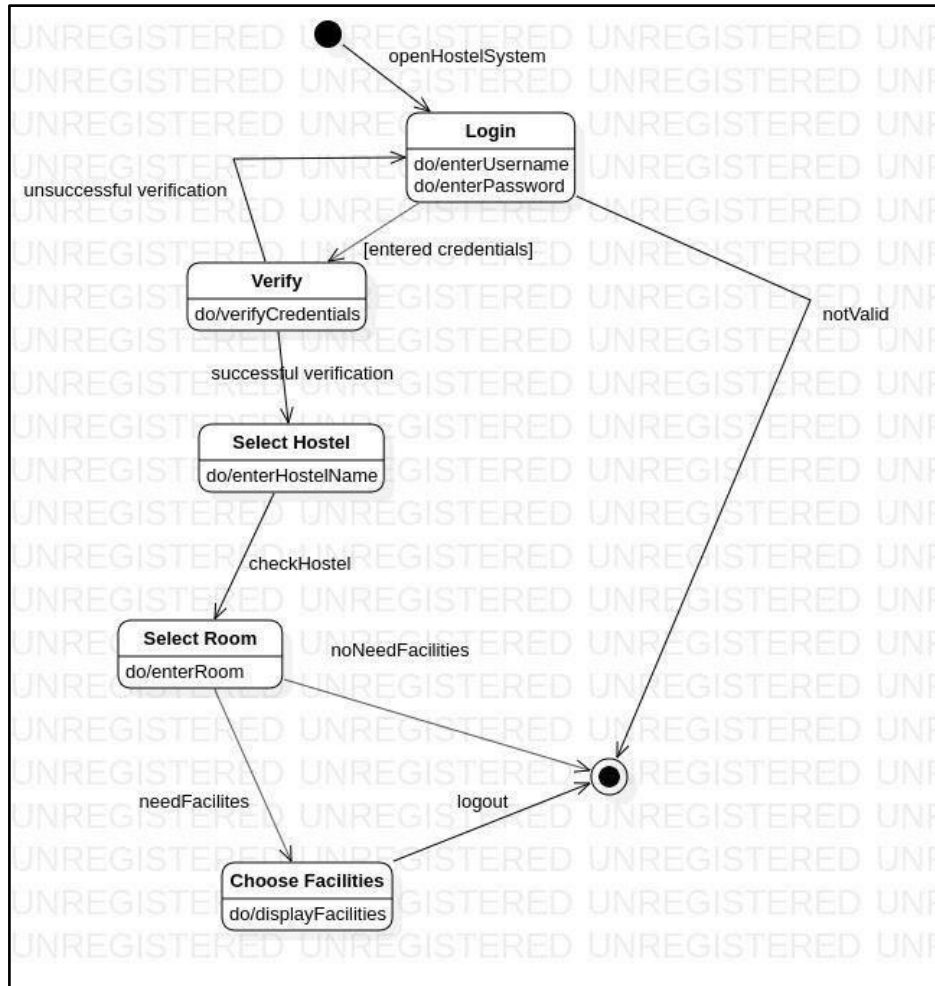 openHostelSystem
Login
do/enterUsername
do/enterPassword
unsuccessful verification
[entered credentials]
Verify
do/verifyCredentials
notValid
successful verification
Select Hostel
do/enterHostelName
checkHostel
Select Room
do/enterRoom
noNeedFacilities
needFacilites
logout
Choose Facilities
do/displayFacilities
UNREGISTERED